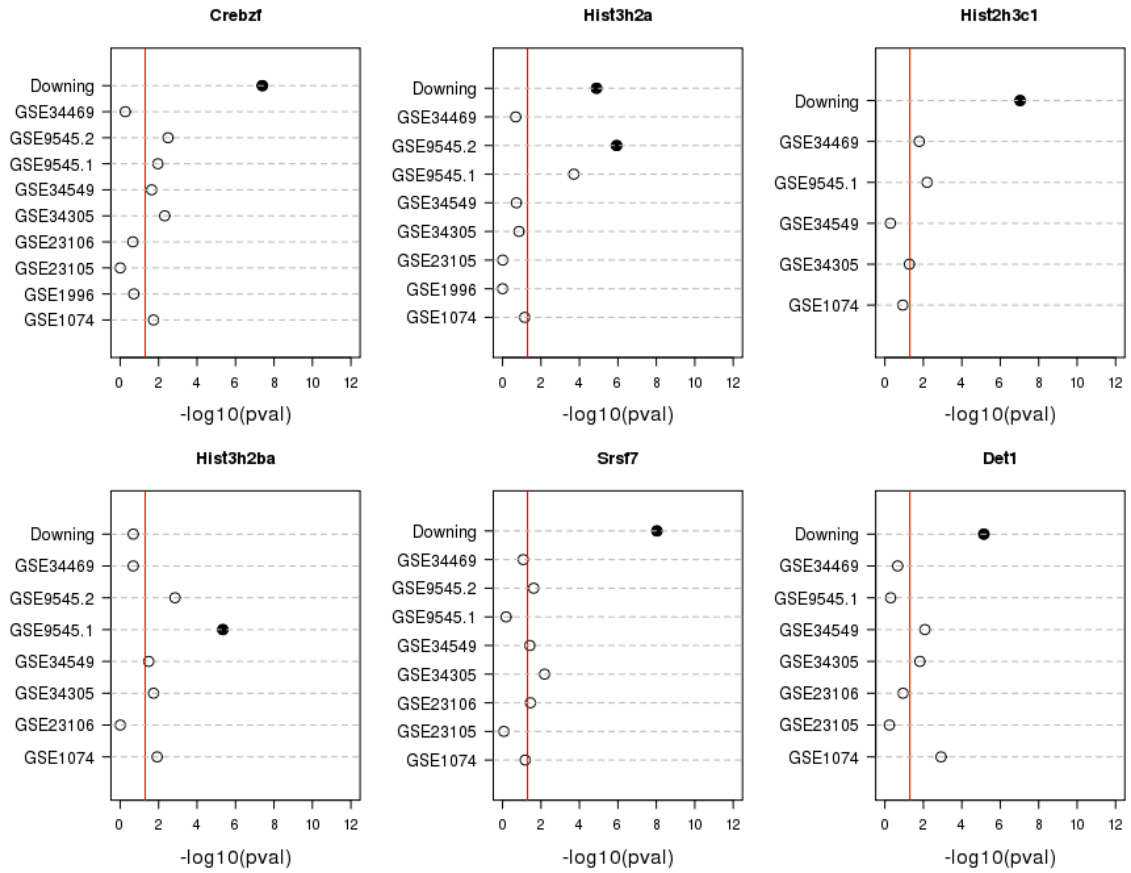 Crebzf
Downing
GSE34469
GSE9545.2
GSE9545.1
GSE34549
GSE34305
GSE23106
GSE23105
GSE1996
GSE1074
0 2 4 6 8 10 12
-log10(pval)
Hist3h2a
Downing
GSE34469
GSE9545.2
GSE9545.1
GSE34549
GSE34305
GSE23105
GSE1996
GSE1074
0 2 4 6 8 10 12
-log10(pval)
Hist2h3c1
Downing
GSE34469
GSE9545.1
GSE34549
GSE34305
GSE1074
0 2 4 6 8 10 12
-log10(pval)
Hist3h2ba
Downing
GSE34469
GSE9545.2
GSE9545.1
GSE34549
GSE34305
GSE23106
GSE1074
0 2 4 6 8 10 12
-log10(pval)
Srsf7
Downing
GSE34469
GSE9545.2
GSE9545.1
GSE34549
GSE34305
GSE23106
GSE23105
GSE1074
0 2 4 6 8 10 12
-log10(pval)
Det1
Downing
GSE34469
GSE9545.1
GSE34549
GSE34305
GSE23106
GSE23105
GSE1074
0 2 4 6 8 10 12
-log10(pval)